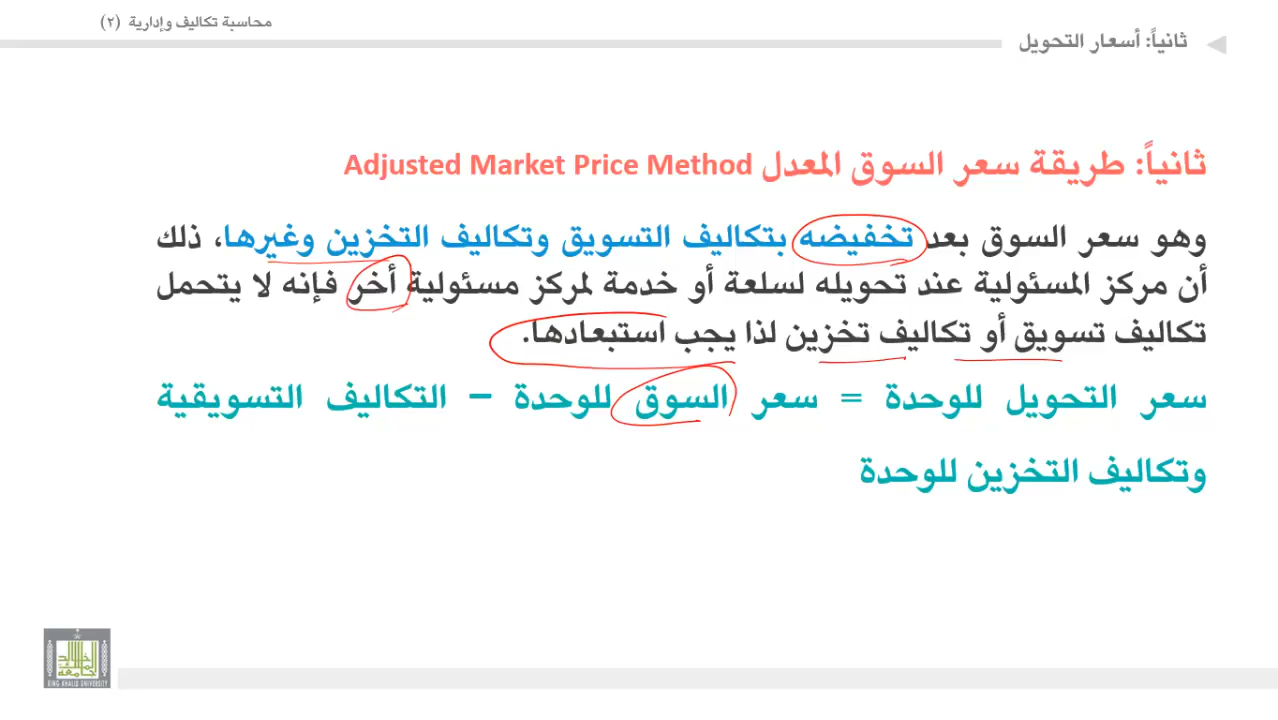 محاسبة تكاليف وإدارية (٢)
ثانياً: أسعار التحويل
ثانياً: طريقة سعر السوق المعدل Adjusted Market Price Method
وهو سعر السوق بعد تخفيضه بتكاليف التسويق وتكاليف التخزين وغيرها، ذلك
أن مركز المسئولية عند تحويله لسلعة أو خدمة لمركز مسئولية أخر فإنه لا يتحمل
تكاليف تسويق أو تكاليف تخزين لذا يجب استبعادها.
سعر التحويل للوحدة = سعر السوق للوحدة – التكاليف التسويقية
وتكاليف التخزين للوحدة
KING KHALID UNIVERSITY